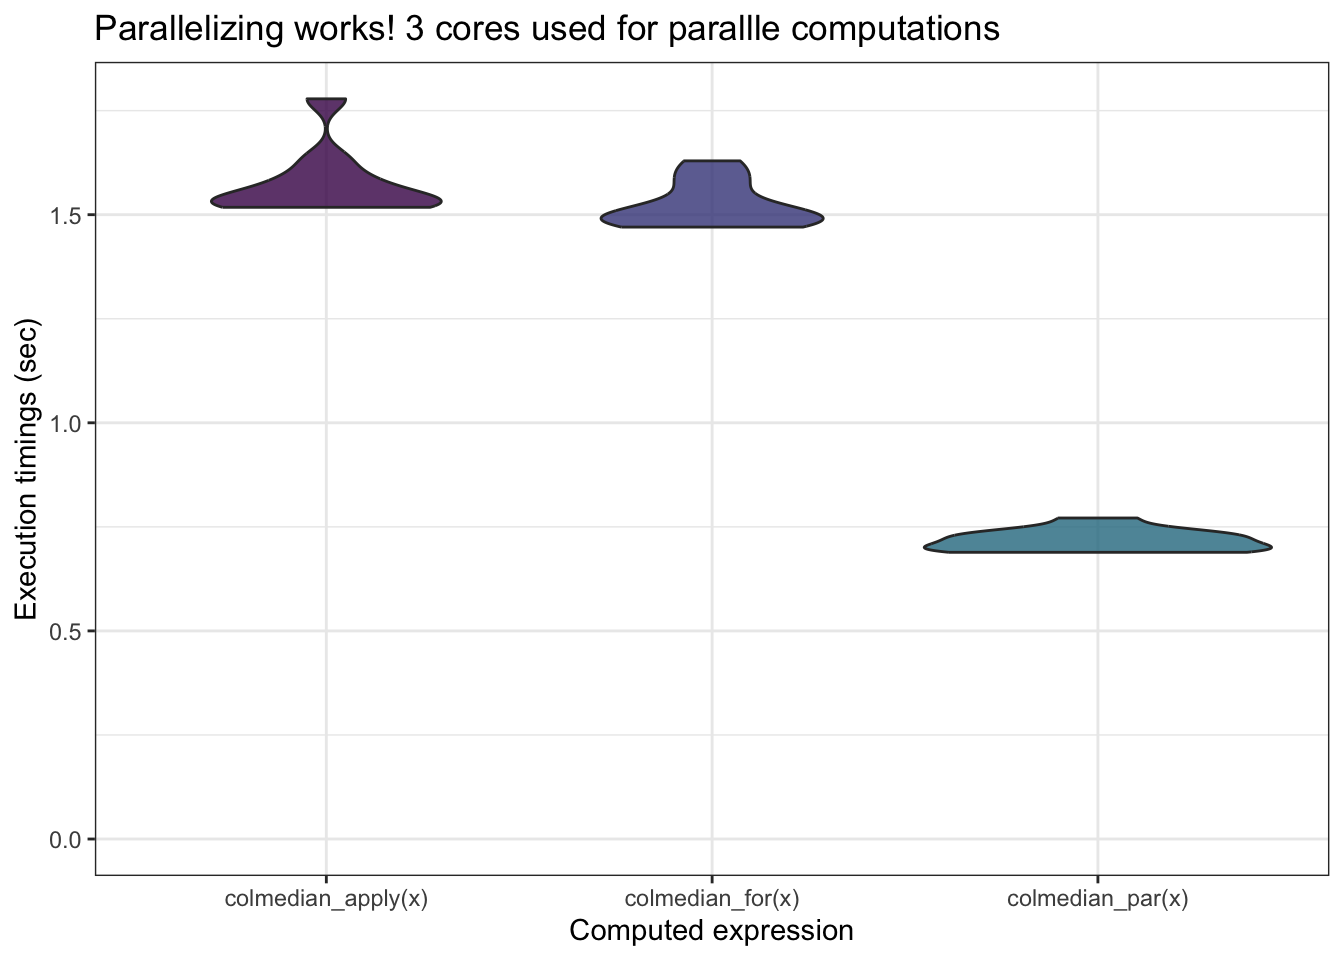 Parallelizing works! 3 cores used for parallle computations
Execution timings (sec)
1.5
1.0
0.5
0.0
colmedian_apply(x) colmedian_for(x) colmedian_par(x)
Computed expression